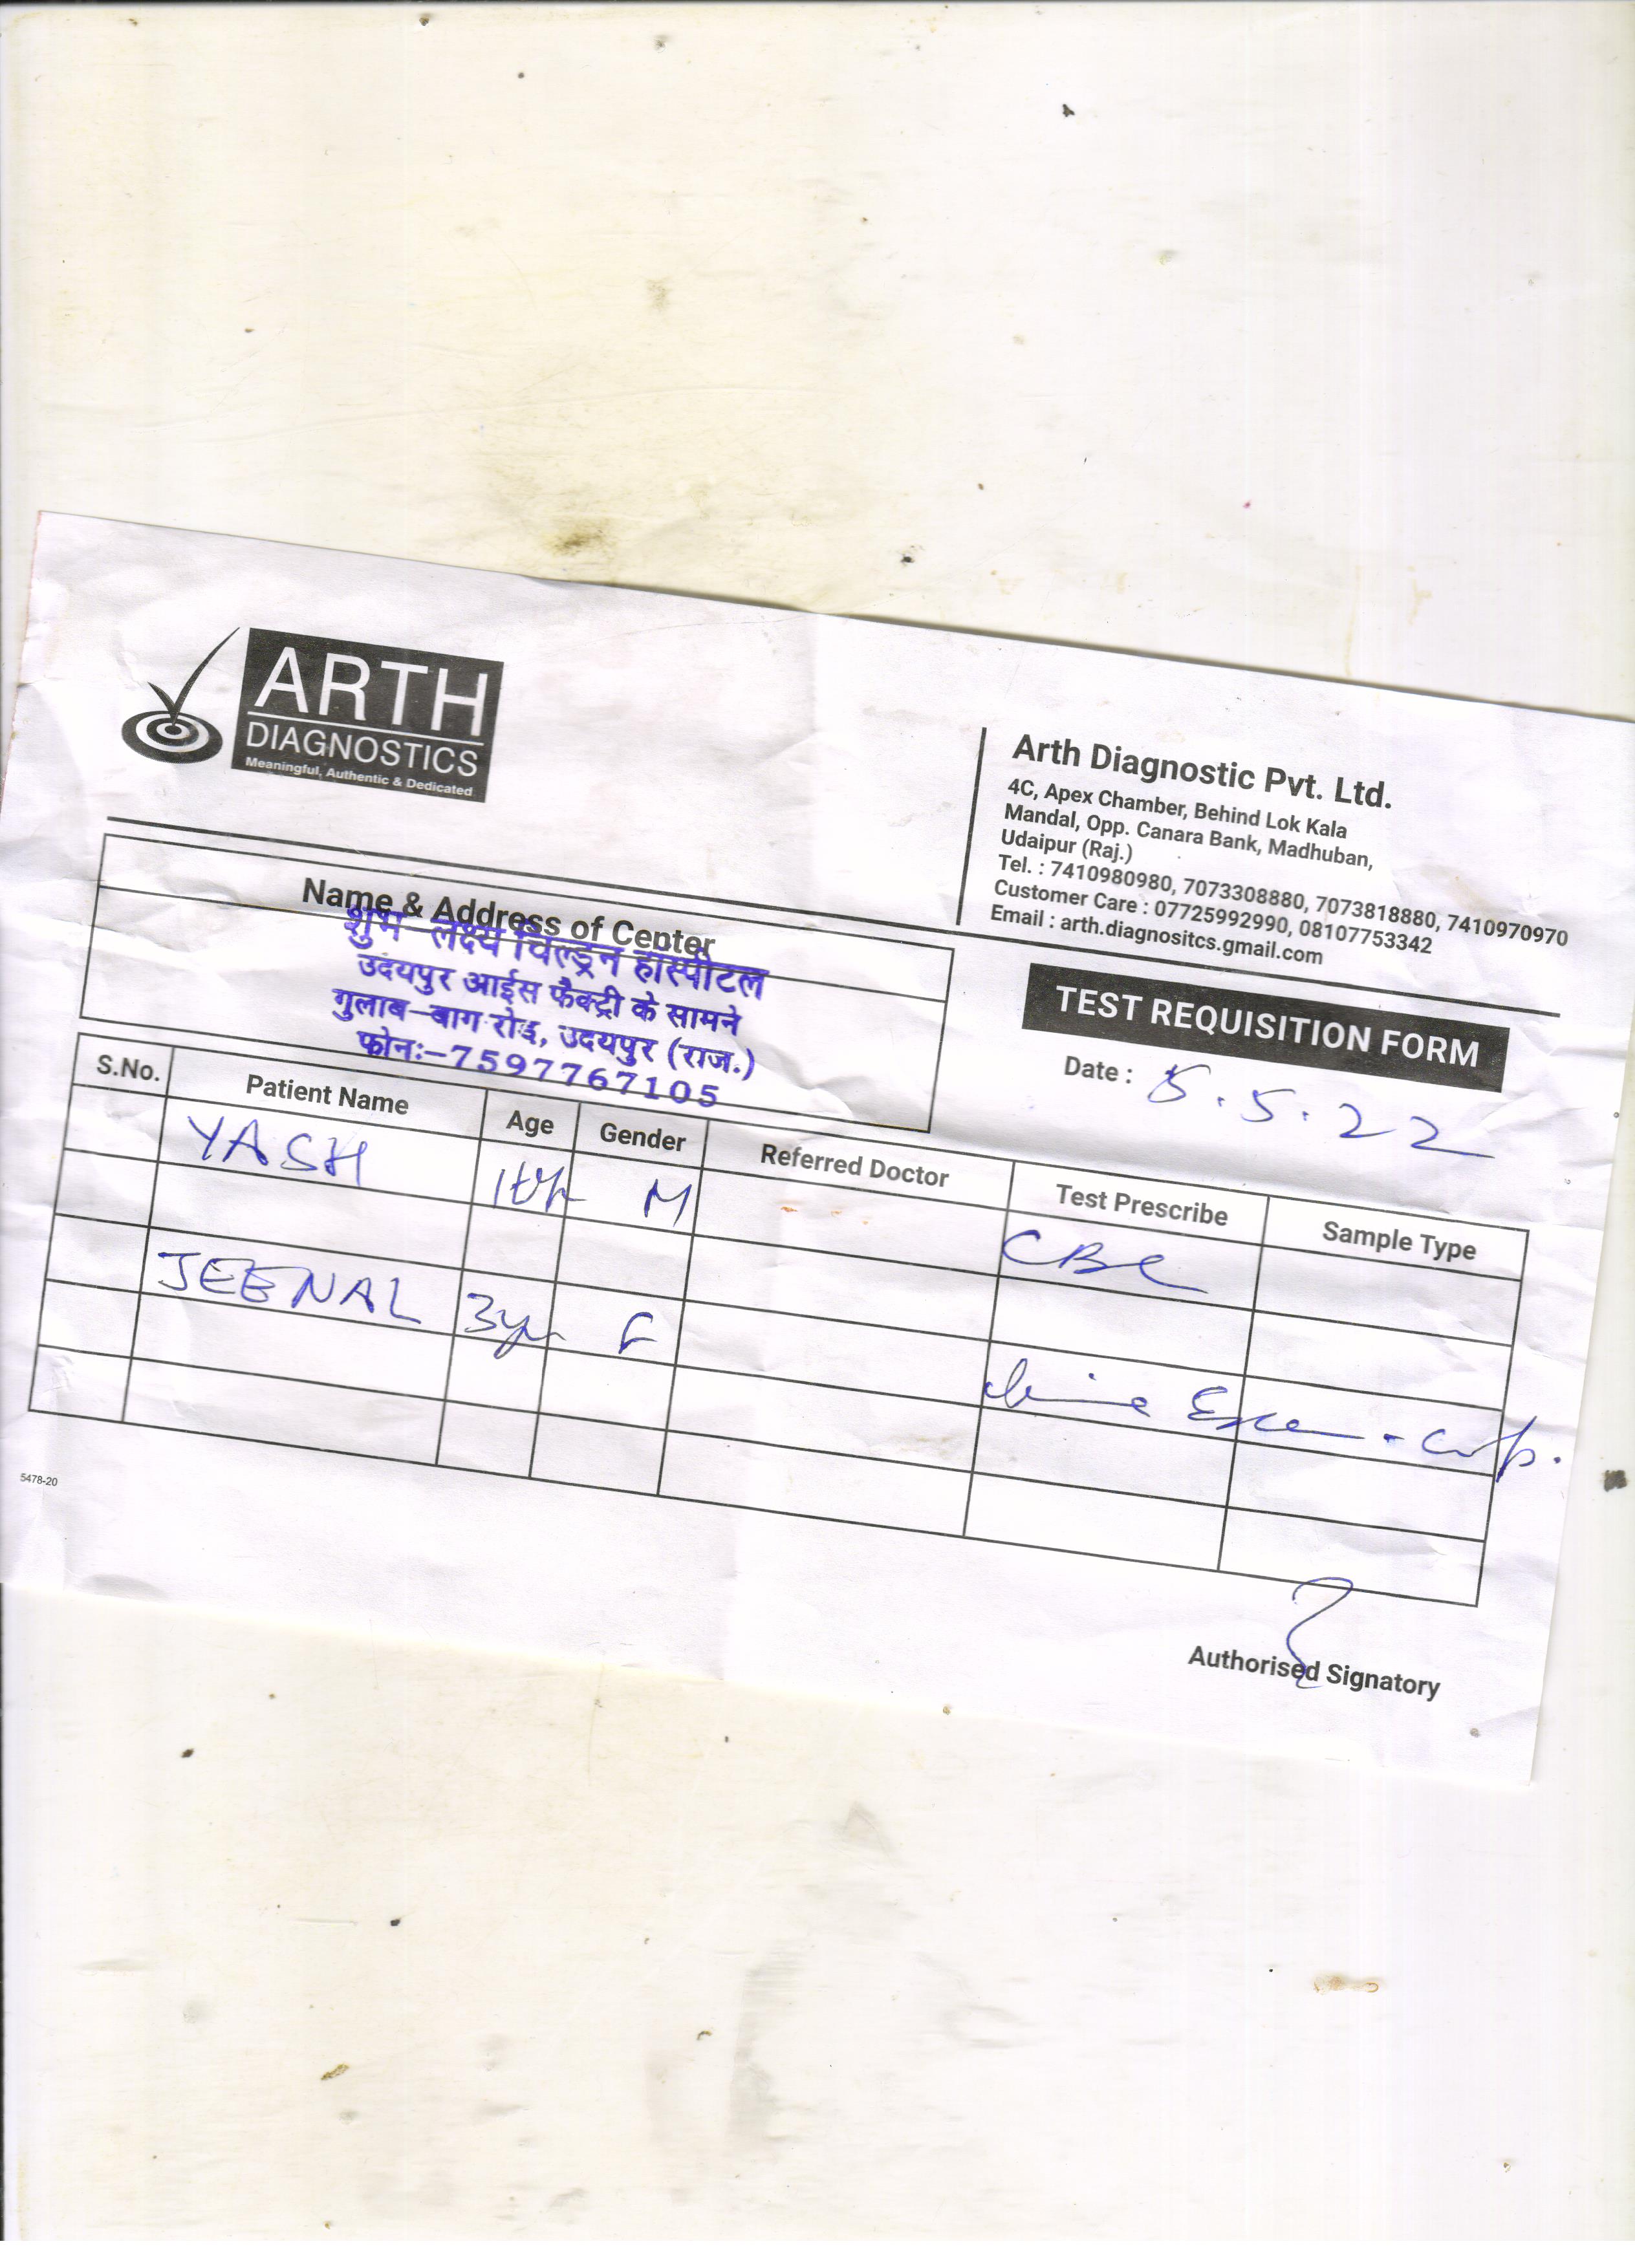 ARTH
DIAGNOSTICS
Meaningful, Authentic & Dedicated
Arth Diagnostic Pvt. Ltd.
4C, Apex Chamber, Behind Lok Kala
Mandal, Opp. Canara Bank, Madhuban,
Udaipur (Raj.)
Tel. : 7410980980, 7073308880, 7073818880, 7410970970
Customer Care : 07725992990, 08107753342
Email : arth.diagnositcs.gmail.com
Name & Address of Center
शुभ लक्ष्य चिल्ड्रन हास्पीटल
उदयपुर आईस फैक्ट्री के सामने
गुलाब-बाग रोड, उदयपुर (राज.)
फोनः-7597767105
TEST REQUISITION FORM
Date : 5.5.22
S.No. Patient Name Age Gender Referred Doctor Test Prescribe Sample Type
YASH M CBC
JEENAL 3yr F
5478-20
Authorised Signatory